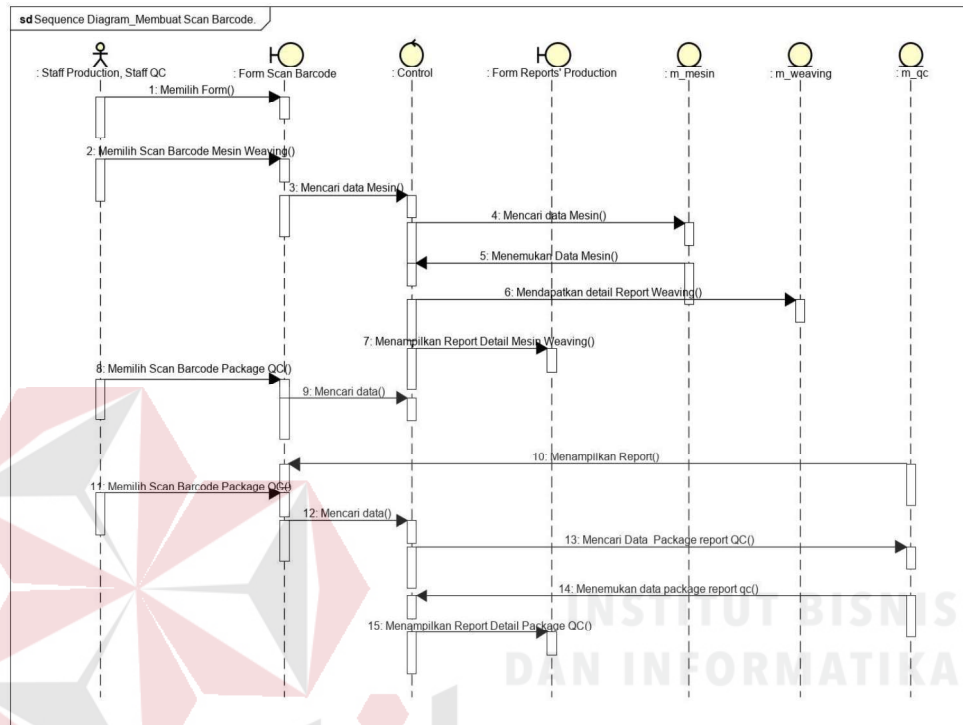 sd Sequence Diagram_Membuat Scan Barcode.
: Staff Production, Staff QC
: Form Scan Barcode
: Control
: Form Reports' Production
: m_mesin
: m_weaving
: m_qc
1: Memilih Form()
2: Memilih Scan Barcode Mesin Weaving()
3: Mencari data Mesin()
4: Mencari data Mesin()
5: Menemukan Data Mesin()
6: Mendapatkan detail Report Weaving()
7: Menampilkan Report Detail Mesin Weaving()
8: Memilih Scan Barcode Package QC()
9: Mencari data()
10: Menampilkan Report()
11: Memilih Scan Barcode Package QC()
12: Mencari data()
13: Mencari Data Package report QC()
14: Menemukan data package report qc()
15: Menampilkan Report Detail Package QC()
INSTITUT BISNIS
DAN INFORMATIKA